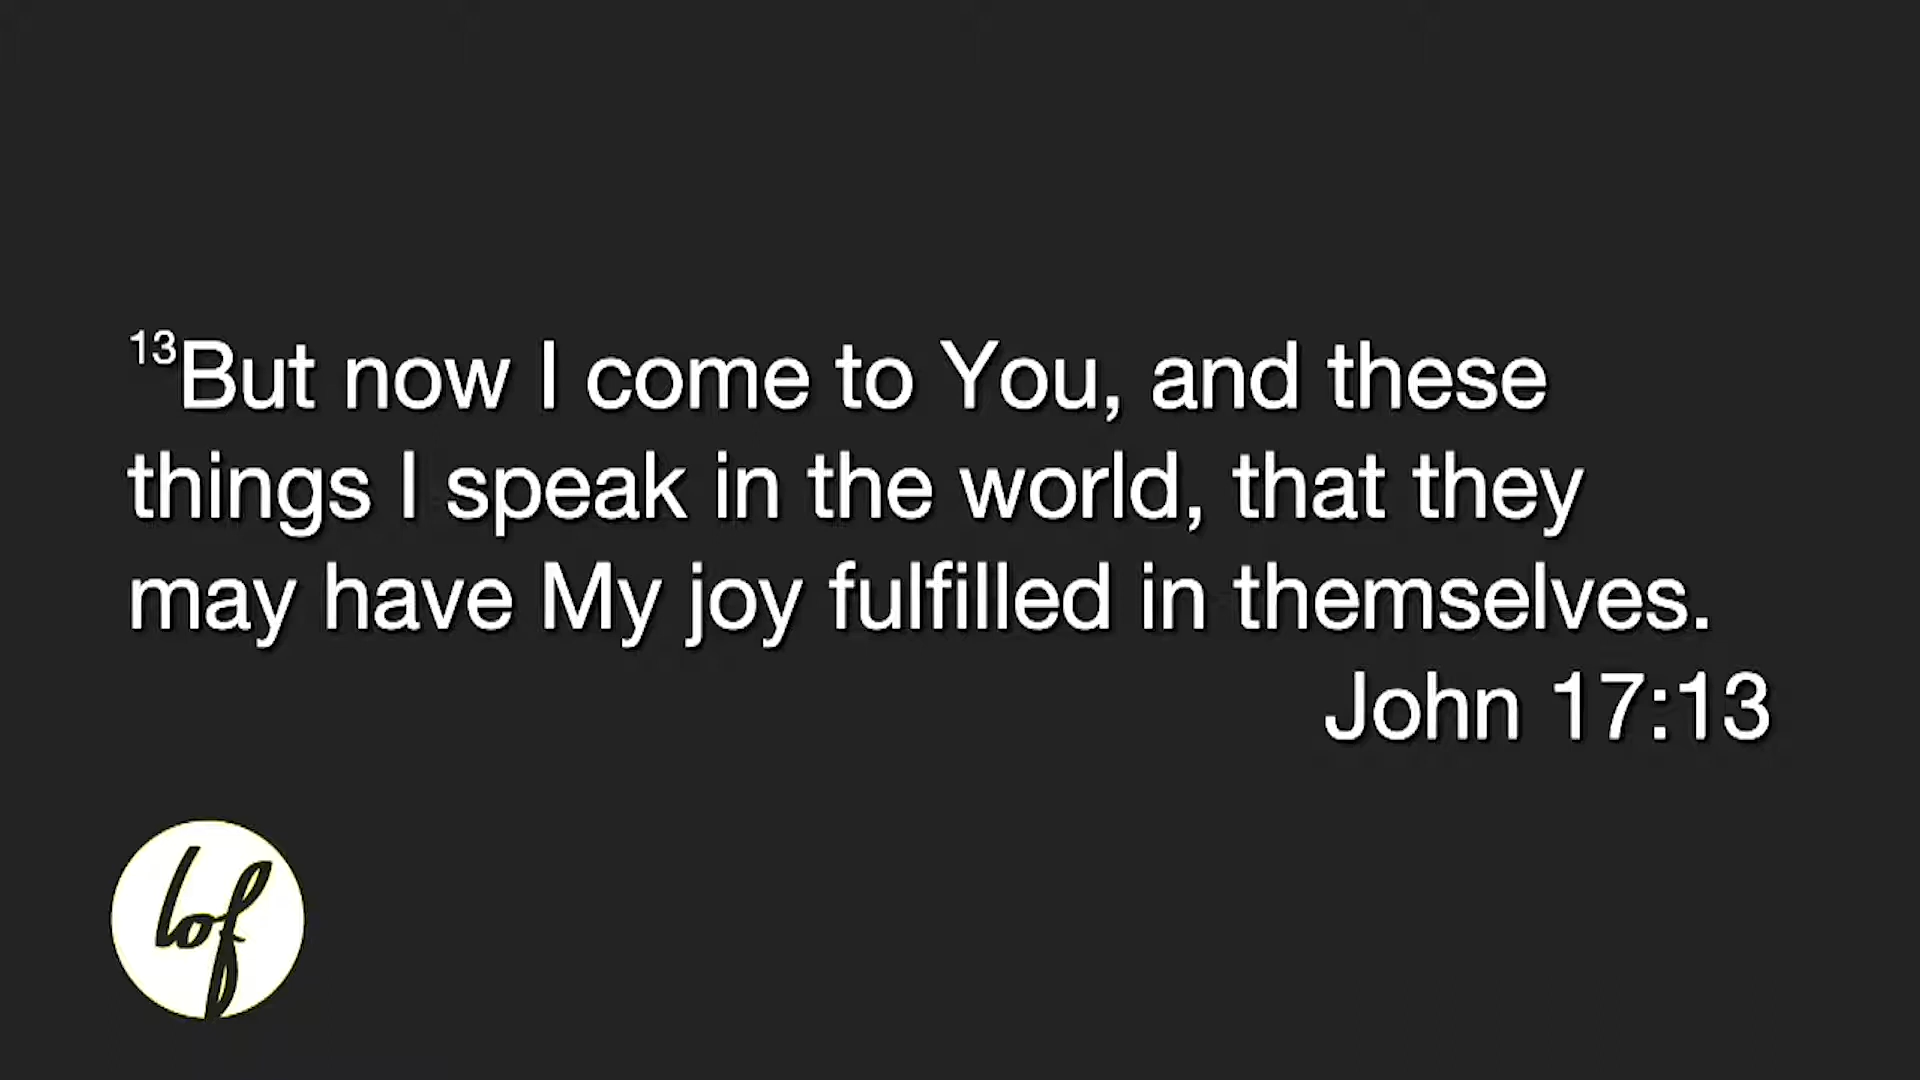 13But now I come to You, and these
things I speak in the world, that they
may have My joy fulfilled in themselves.
John 17:13
lof